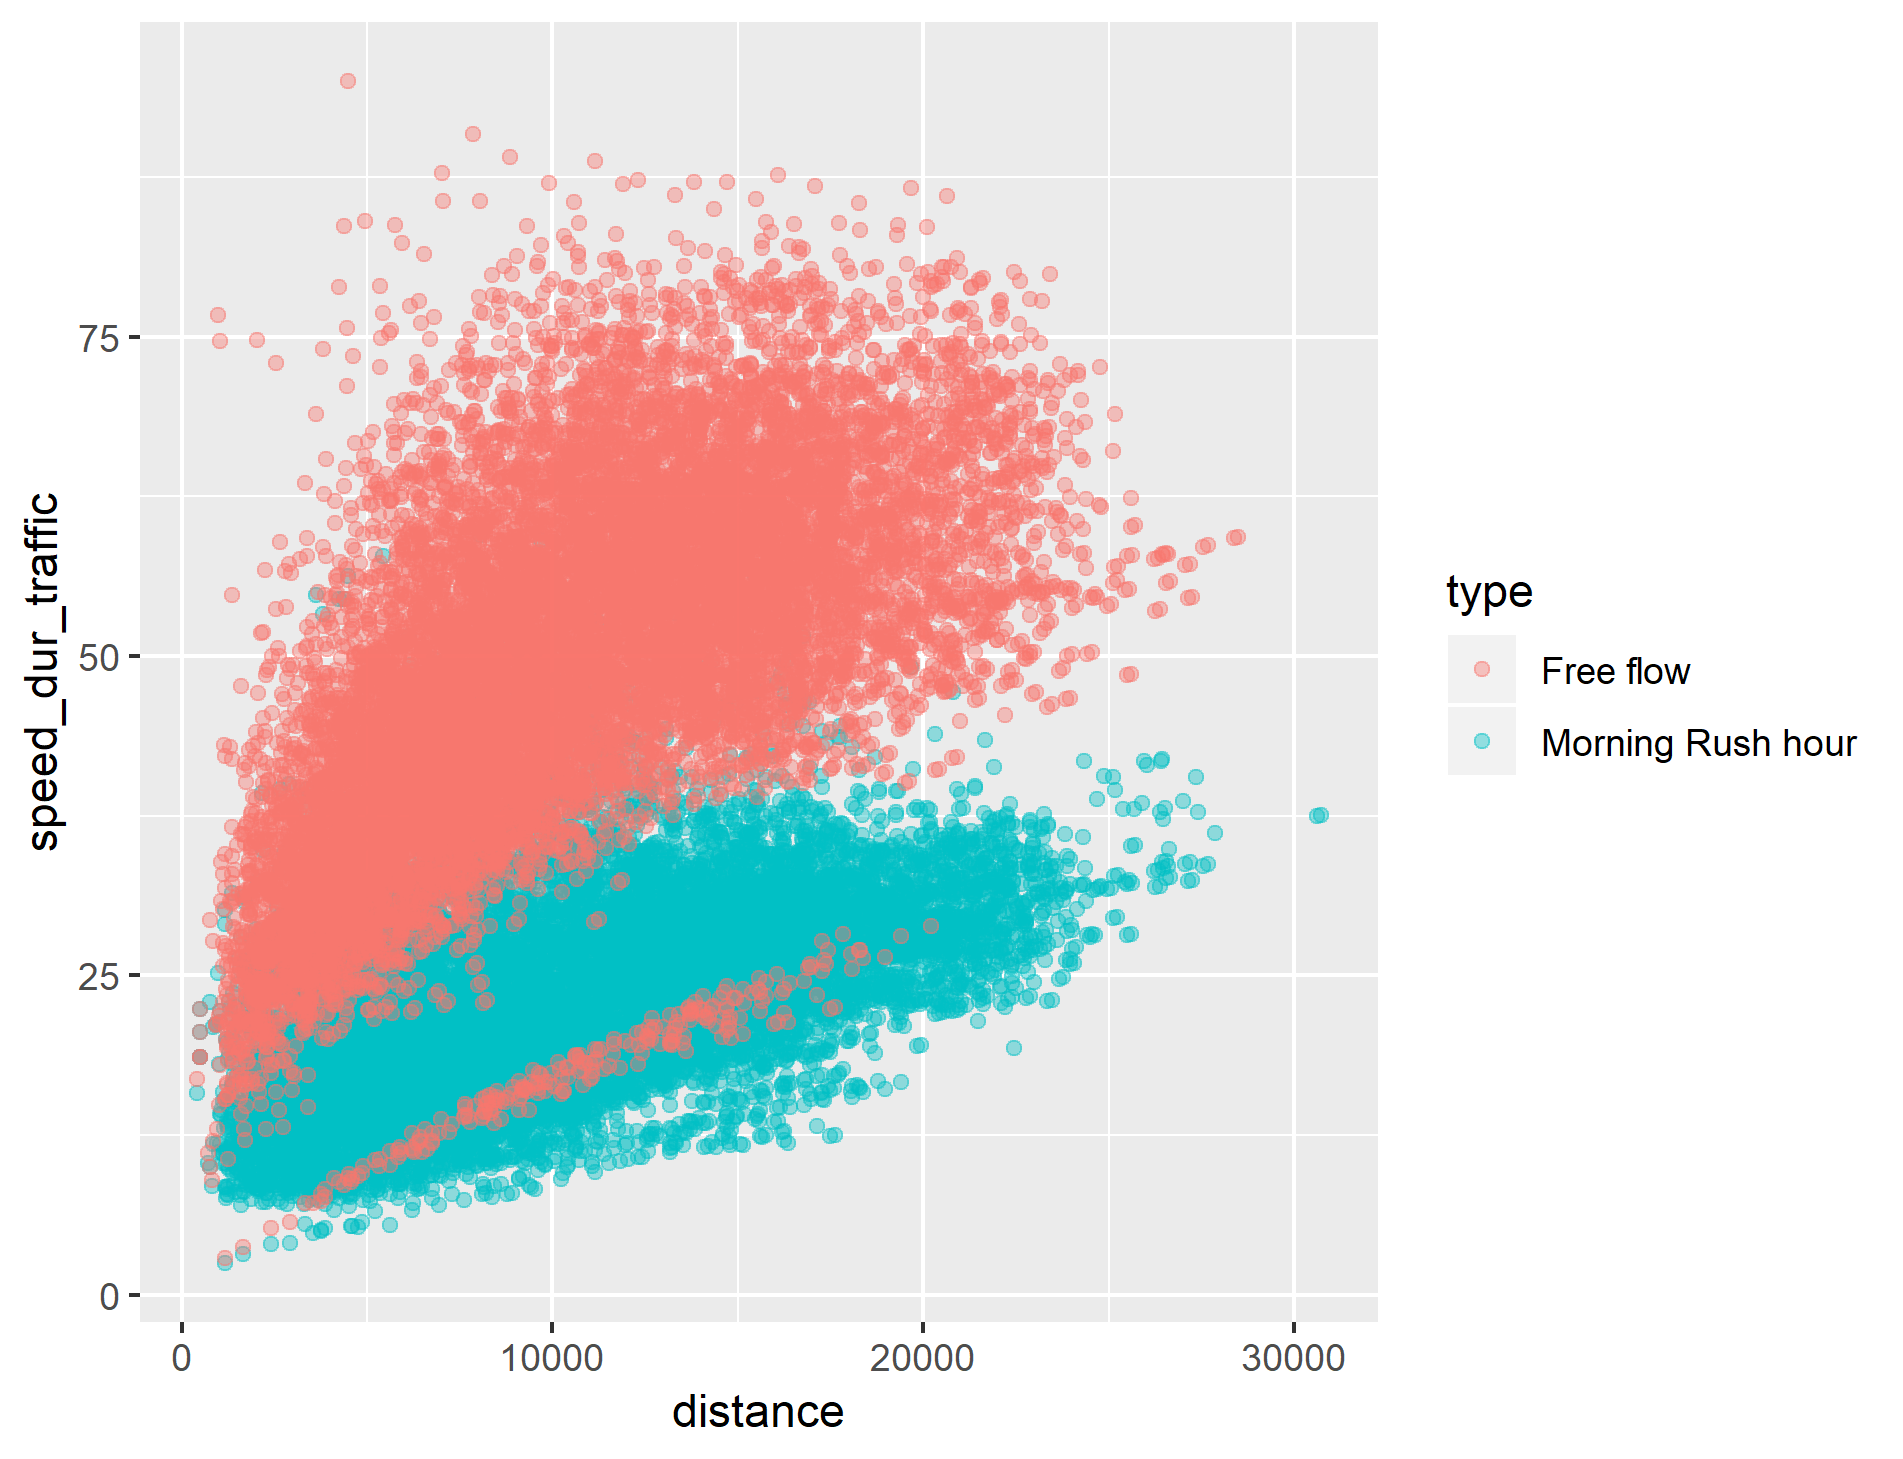 75
50
25
0
0 10000 20000 30000
distance
speed_dur_traffic
type
Free flow
Morning Rush hour